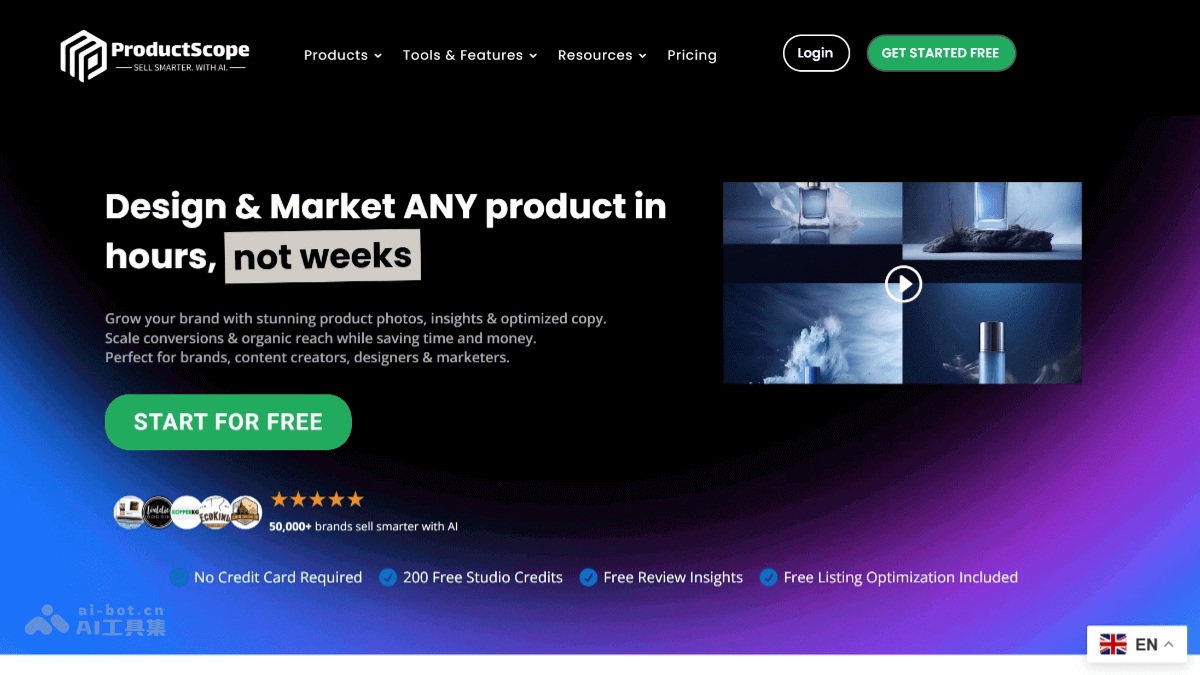 ProductScope
SELL SMARTER. WITH AI.
Products
Tools & Features
Resources
Pricing
Login
GET STARTED FREE
Design & Market ANY product in
hours, not weeks
Grow your brand with stunning product photos, insights & optimized copy.
Scale conversions & organic reach while saving time and money.
Perfect for brands, content creators, designers & marketers.
START FOR FREE
KOPPERKO
ECOKIND
50,000+ brands sell smarter with AI
No Credit Card Required
200 Free Studio Credits
Free Review Insights
Free Listing Optimization Included
ai-bot.cn
AI工具集
EN